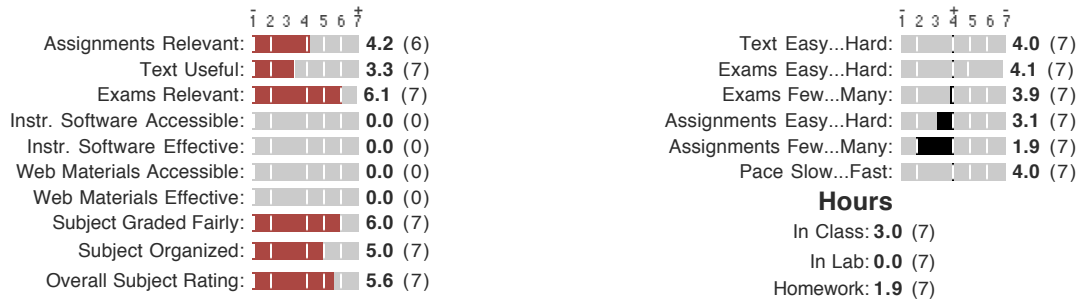 - +
1 2 3 4 5 6 7
Assignments Relevant: 4.2 (6)
Text Useful: 3.3 (7)
Exams Relevant: 6.1 (7)
Instr. Software Accessible: 0.0 (0)
Instr. Software Effective: 0.0 (0)
Web Materials Accessible: 0.0 (0)
Web Materials Effective: 0.0 (0)
Subject Graded Fairly: 6.0 (7)
Subject Organized: 5.0 (7)
Overall Subject Rating: 5.6 (7)
- + -
1 2 3 4 5 6 7
Text Easy...Hard: 4.0 (7)
Exams Easy...Hard: 4.1 (7)
Exams Few...Many: 3.9 (7)
Assignments Easy...Hard: 3.1 (7)
Assignments Few...Many: 1.9 (7)
Pace Slow...Fast: 4.0 (7)
Hours
In Class: 3.0 (7)
In Lab: 0.0 (7)
Homework: 1.9 (7)